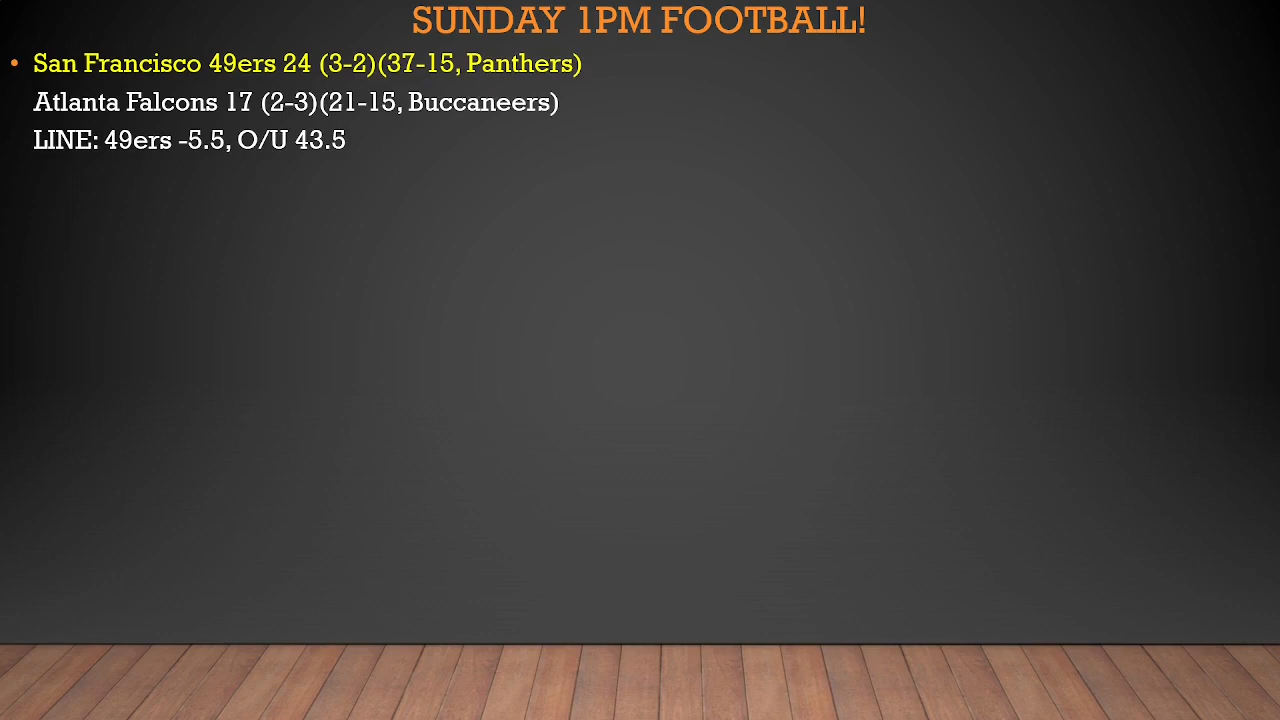 SUNDAY 1PM FOOTBALL!
• San Francisco 49ers 24 (3-2)(37-15, Panthers)
Atlanta Falcons 17 (2-3)(21-15, Buccaneers)
LINE: 49ers -5.5, O/U 43.5